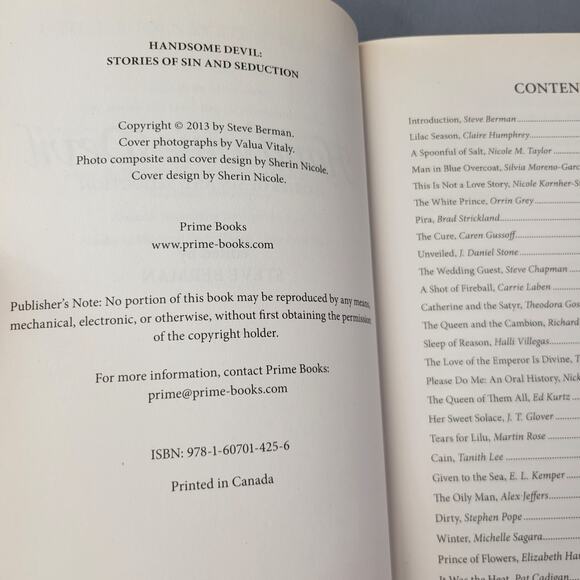 HANDSOME DEVIL:
STORIES OF SIN AND SEDUCTION
Copyright © 2013 by Steve Berman.
Cover photographs by Valua Vitaly.
Photo composite and cover design by Sherin Nicole.
Cover design by Sherin Nicole.
Prime Books
www.prime-books.com
Publisher's Note: No portion of this book may be reproduced by any means,
mechanical, electronic, or otherwise, without first obtaining the permission
of the copyright holder.
For more information, contact Prime Books:
prime@prime-books.com
ISBN: 978-1-60701-425-6
Printed in Canada
CONTEN
Introduction, Steve Berman
Lilac Season, Claire Humphrey
A Spoonful of Salt, Nicole M. Taylor
Man in Blue Overcoat, Silvia Moreno-Garc
This Is Not a Love Story, Nicole Kornher-S
The White Prince, Orrin Grey
Pira, Brad Strickland
The Cure, Caren Gussoff
Unveiled, J. Daniel Stone
The Wedding Guest, Steve Chapman
A Shot of Fireball, Carrie Laben
Catherine and the Satyr, Theodora Gos
The Queen and the Cambion, Richard
Sleep of Reason, Halli Villegas
The Love of the Emperor Is Divine, T
Please Do Me: An Oral History, Nick
The Queen of Them All, Ed Kurtz
Her Sweet Solace, J. T. Glover
Tears for Lilu, Martin Rose
Cain, Tanith Lee
Given to the Sea, E. L. Kemper
The Oily Man, Alex Jeffers
Dirty, Stephen Pope
Winter, Michelle Sagara
Prince of Flowers, Elizabeth Han
It Was the Heat, Pat Cadigan